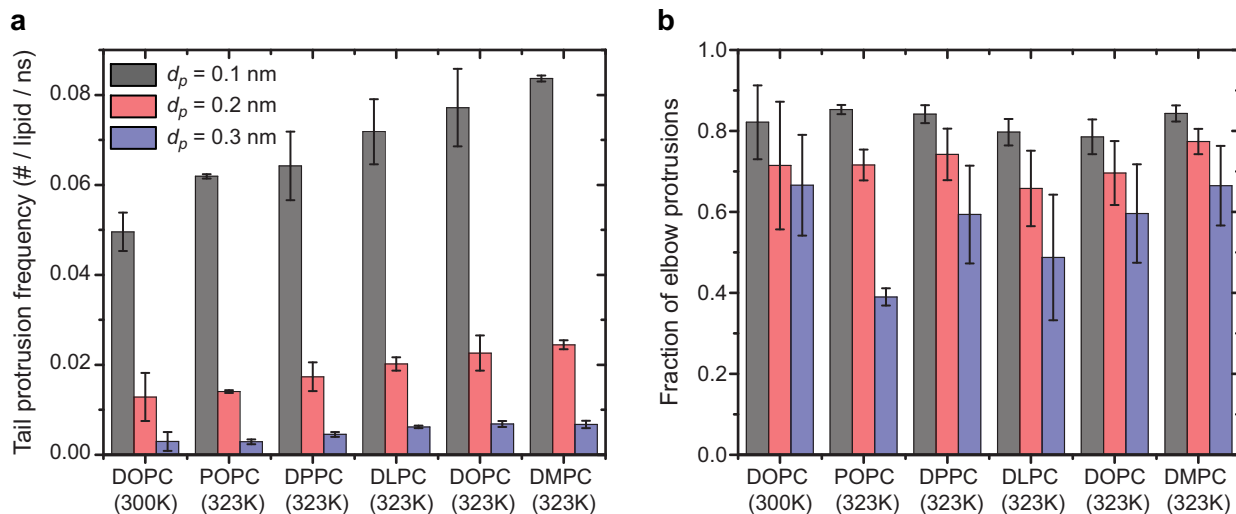 a
Tail protrusion frequency (# / lipid / ns)
0.08
0.06
0.04
0.02
0.00
dp = 0.1 nm
dp = 0.2 nm
dp = 0.3 nm
DOPC POPC DPPC DLPC DOPC DMPC
(300K) (323K) (323K) (323K) (323K) (323K)
b
Fraction of elbow protrusions
1.0
0.8
0.6
0.4
0.2
0.0
DOPC POPC DPPC DLPC DOPC DMPC
(300K) (323K) (323K) (323K) (323K) (323K)